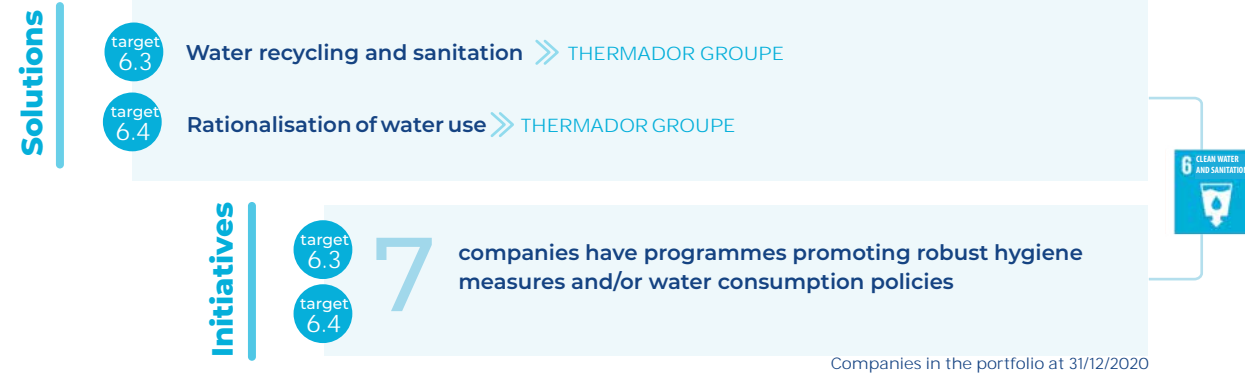 Solutions
target
6.3
Water recycling and sanitation
THERMADOR GROUPE
target
6.4
Rationalisation of water use
THERMADOR GROUPE
6 CLEAN WATER
AND SANITATION
Initiatives
target
6.3
target
6.4
7
companies have programmes promoting robust hygiene
measures and/or water consumption policies
Companies in the portfolio at 31/12/2020